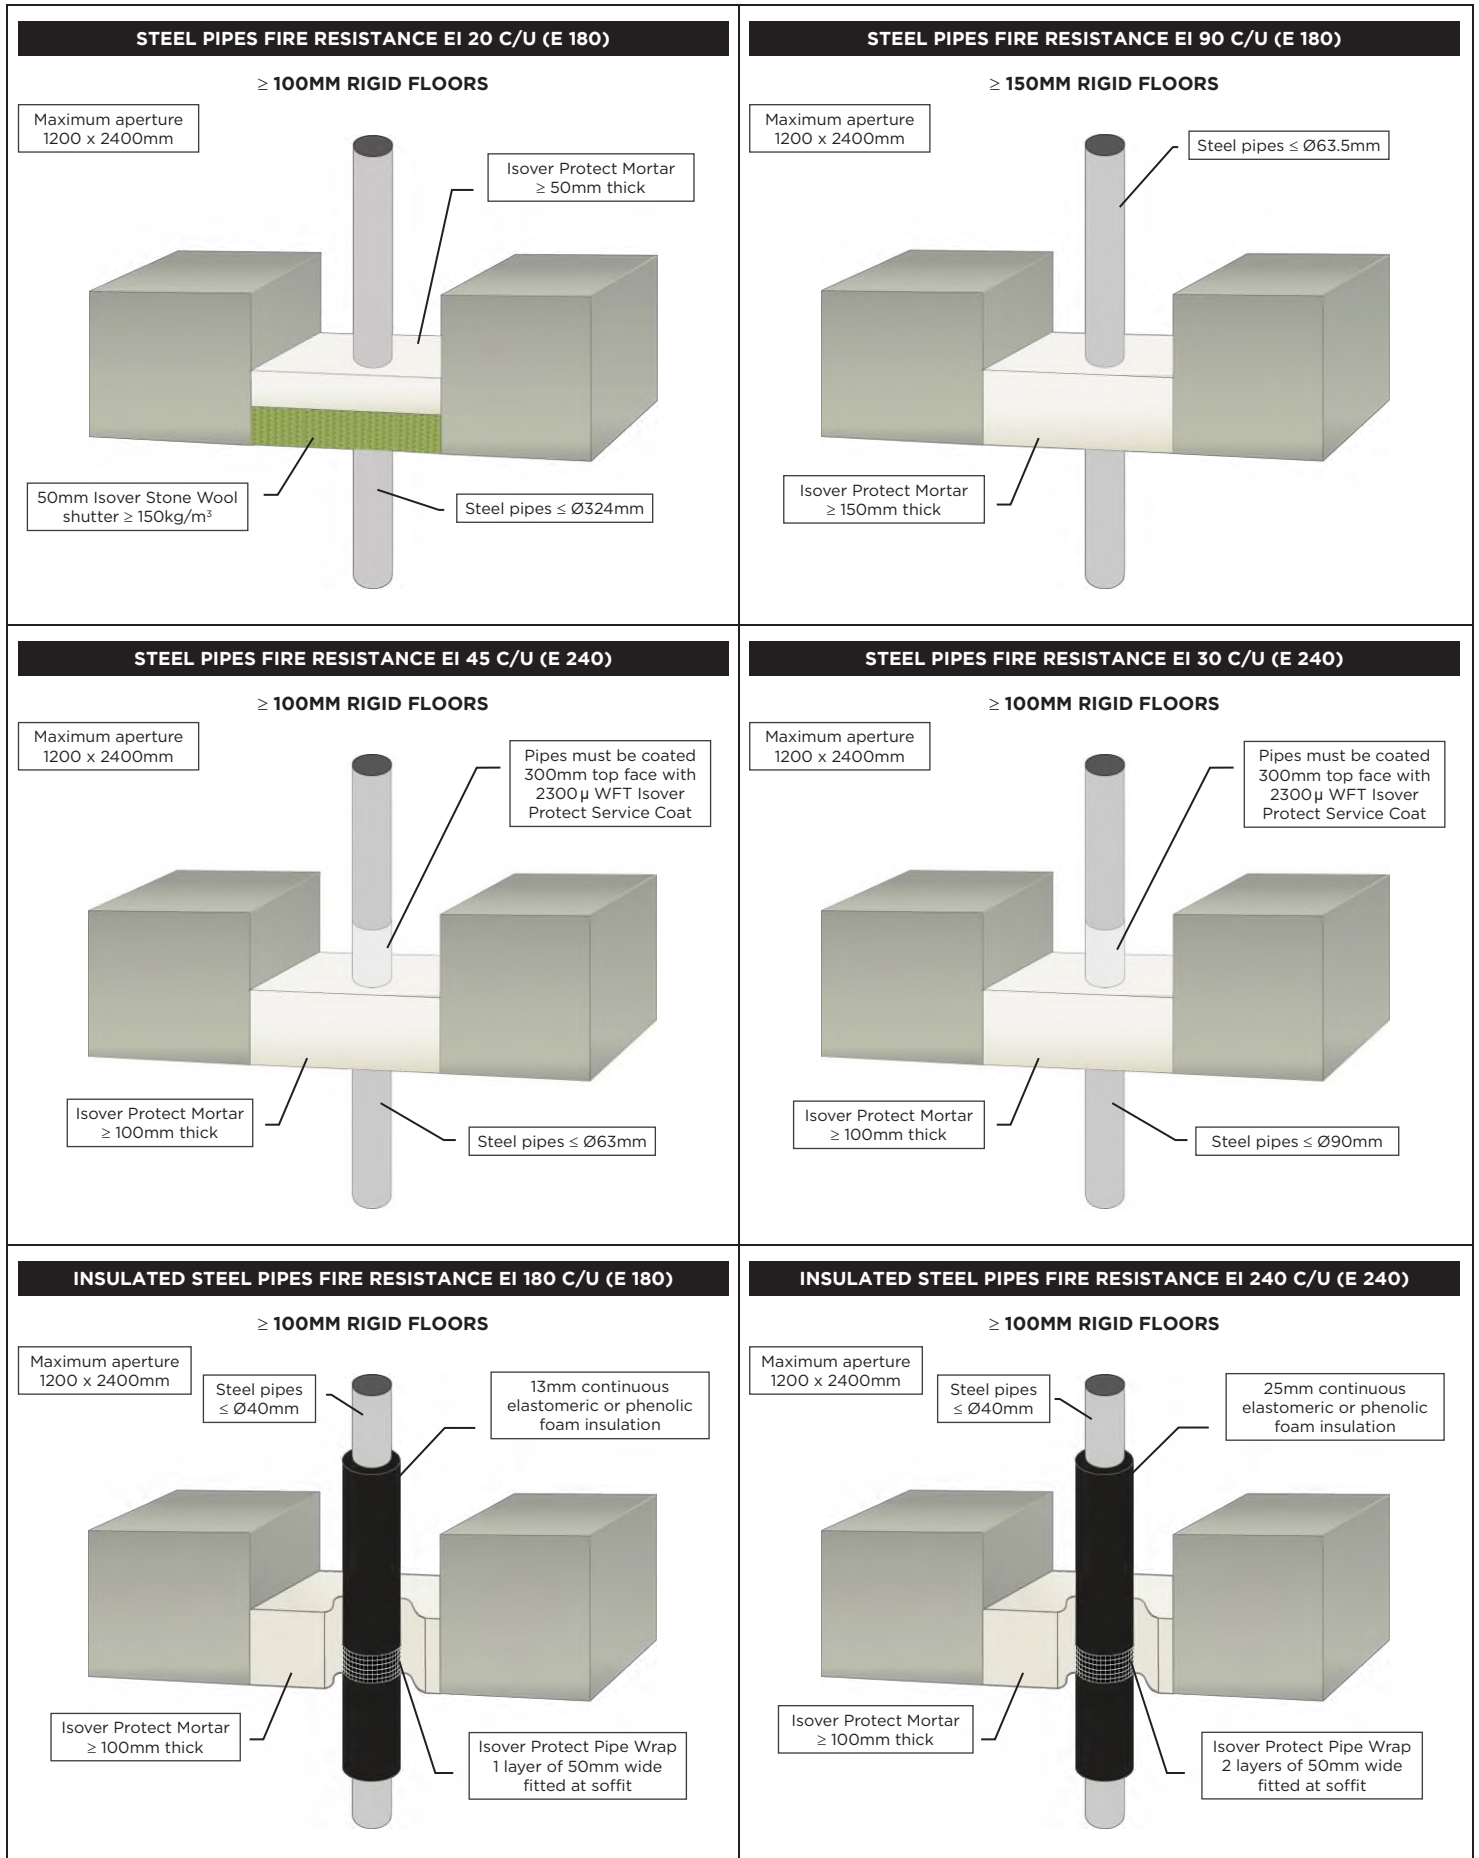 STEEL PIPES FIRE RESISTANCE EI 20 C/U (E 180)
≥ 100MM RIGID FLOORS
Maximum aperture
1200 x 2400mm
Isover Protect Mortar
≥ 50mm thick
50mm Isover Stone Wool
shutter ≥ 150kg/m³
Steel pipes ≤ Ø324mm
STEEL PIPES FIRE RESISTANCE EI 90 C/U (E 180)
≥ 150MM RIGID FLOORS
Maximum aperture
1200 x 2400mm
Steel pipes ≤ Ø63.5mm
Isover Protect Mortar
≥ 150mm thick
STEEL PIPES FIRE RESISTANCE EI 45 C/U (E 240)
≥ 100MM RIGID FLOORS
Maximum aperture
1200 x 2400mm
Pipes must be coated
300mm top face with
2300µ WFT Isover
Protect Service Coat
Isover Protect Mortar
≥ 100mm thick
Steel pipes ≤ Ø63mm
STEEL PIPES FIRE RESISTANCE EI 30 C/U (E 240)
≥ 100MM RIGID FLOORS
Maximum aperture
1200 x 2400mm
Pipes must be coated
300mm top face with
2300µ WFT Isover
Protect Service Coat
Isover Protect Mortar
≥ 100mm thick
Steel pipes ≤ Ø90mm
INSULATED STEEL PIPES FIRE RESISTANCE EI 180 C/U (E 180)
≥ 100MM RIGID FLOORS
Maximum aperture
1200 x 2400mm
Steel pipes
≤ Ø40mm
13mm continuous
elastomeric or phenolic
foam insulation
Isover Protect Mortar
≥ 100mm thick
Isover Protect Pipe Wrap
1 layer of 50mm wide
fitted at soffit
INSULATED STEEL PIPES FIRE RESISTANCE EI 240 C/U (E 240)
≥ 100MM RIGID FLOORS
Maximum aperture
1200 x 2400mm
Steel pipes
≤ Ø40mm
25mm continuous
elastomeric or phenolic
foam insulation
Isover Protect Mortar
≥ 100mm thick
Isover Protect Pipe Wrap
2 layers of 50mm wide
fitted at soffit